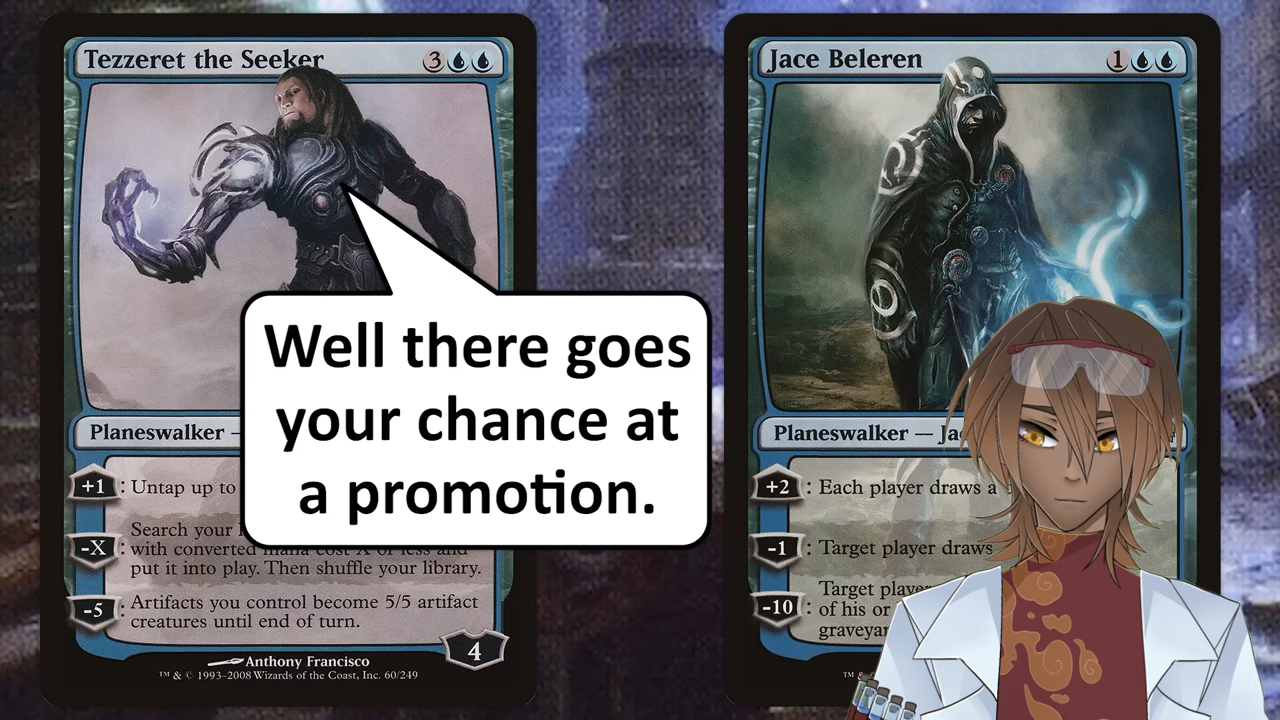 Tezzeret the Seeker 3
Well there goes
your chance at
a promotion.
Planeswalker —
+1 : Untap up to
Search your
-X : with converted mana cost X or less and
put it into play. Then shuffle your library.
-5 : Artifacts you control become 5/5 artifact
creatures until end of turn.
4
Anthony Francisco
™ & © 1993–2008 Wizards of the Coast, Inc. 60/249
Jace Beleren 1
Planeswalker — Ja
+2 : Each player draws a
-1 : Target player draws
Target player
-10 : of his or
graveyar
™ &